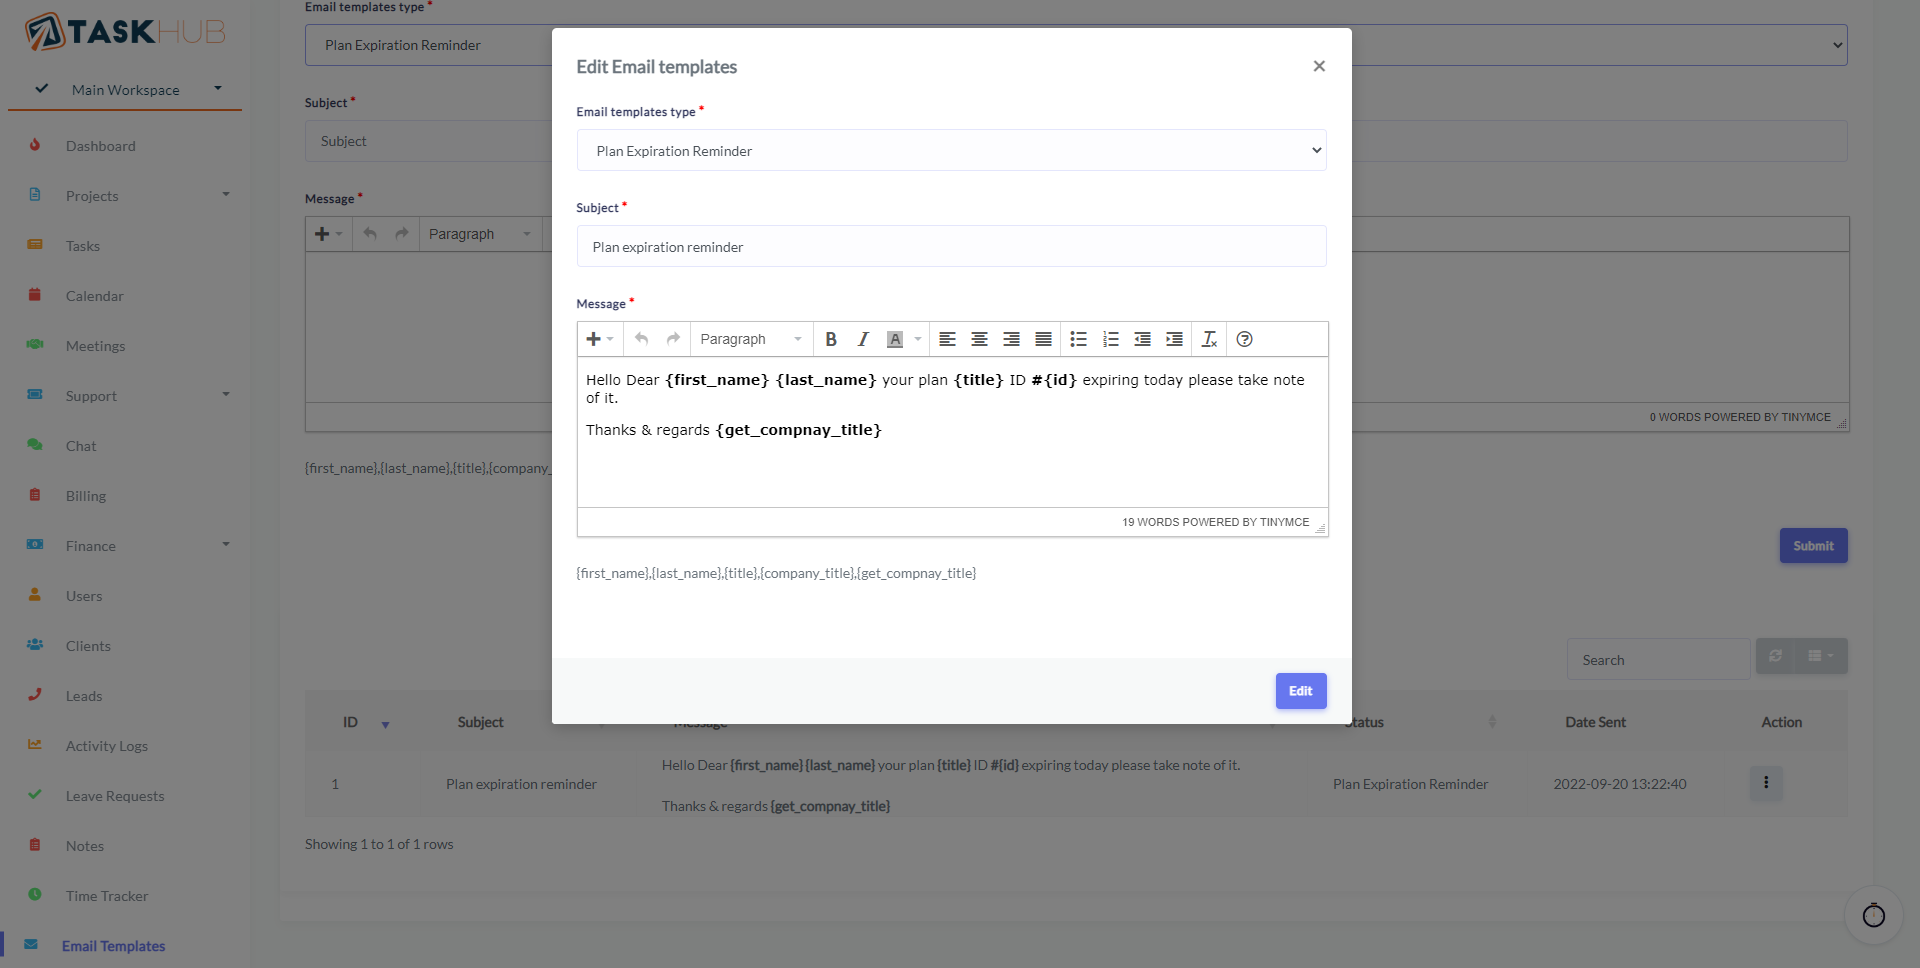 TASKHUB
Main Workspace
Dashboard
Projects
Tasks
Calendar
Meetings
Support
Chat
Billing
Finance
Users
Clients
Leads
Activity Logs
Leave Requests
Notes
Time Tracker
Email Templates
Email templates type *
Plan Expiration Reminder
Subject *
Subject
Message *
Paragraph
0 WORDS POWERED BY TINYMCE
{first_name},{last_name},{title},{company_
Submit
Edit Email templates
×
Email templates type *
Plan Expiration Reminder
Subject *
Plan expiration reminder
Message *
Paragraph B I A
Hello Dear {first_name} {last_name} your plan {title} ID #{id} expiring today please take note
of it.
Thanks & regards {get_compnay_title}
19 WORDS POWERED BY TINYMCE
{first_name},{last_name},{title},{company_title},{get_compnay_title}
Edit
Search
ID Subject Message Status Date Sent Action
1 Plan expiration reminder Hello Dear {first_name} {last_name} your plan {title} ID #{id} expiring today please take note of it. Plan Expiration Reminder 2022-09-20 13:22:40
Thanks & regards {get_compnay_title}
Showing 1 to 1 of 1 rows